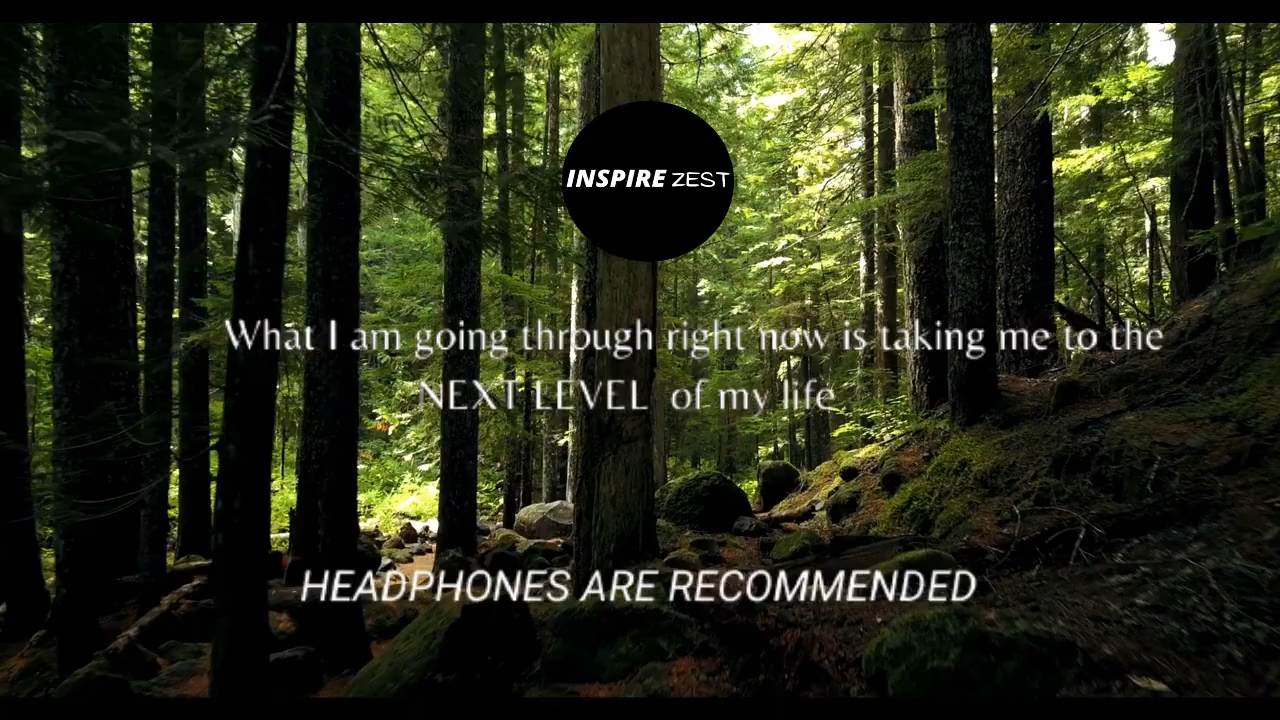 INSPIRE ZEST
What I am going through right now is taking me to the
NEXT LEVEL of my life
HEADPHONES ARE RECOMMENDED